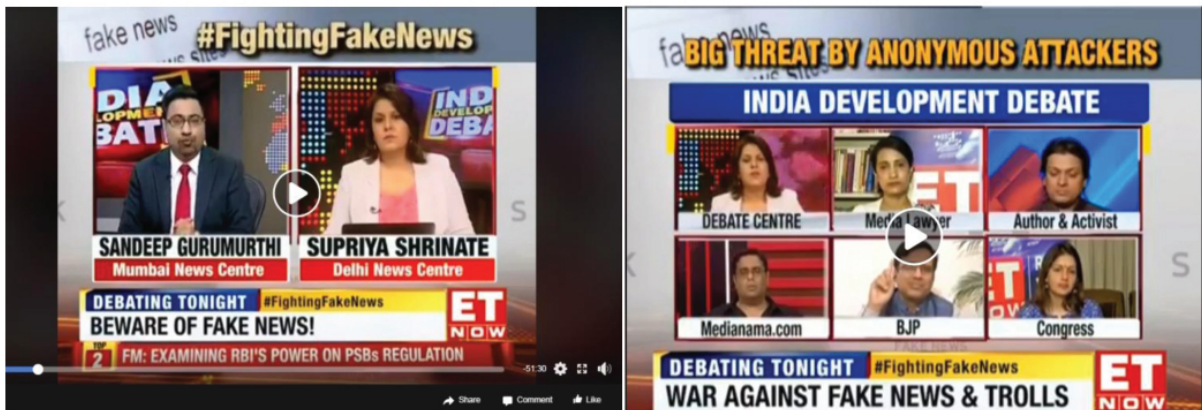 fake news
#FightingFakeNews
SANDEEP GURUMURTHI
Mumbai News Centre
SUPRIYA SHRINATE
Delhi News Centre
DEBATING TONIGHT
#FightingFakeNews
BEWARE OF FAKE NEWS!
ET
NOW
TOP
2
FM: EXAMINING RBI'S POWER ON PSBs REGULATION
-51:30
Share
Comment
Like
BIG THREAT BY ANONYMOUS ATTACKERS
INDIA DEVELOPMENT DEBATE
DEBATE CENTRE
Media Lawyer
Author & Activist
Medianama.com
BJP
Congress
FAKE NEWS
DEBATING TONIGHT
#FightingFakeNews
WAR AGAINST FAKE NEWS & TROLLS
ET
NOW